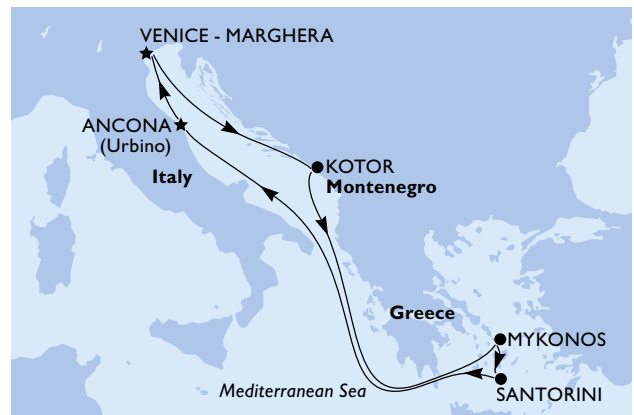 VENICE - MARGHERA
ANCONA
(Urbino)
Italy
KOTOR
Montenegro
Greece
MYKONOS
SANTORINI
Mediterranean Sea